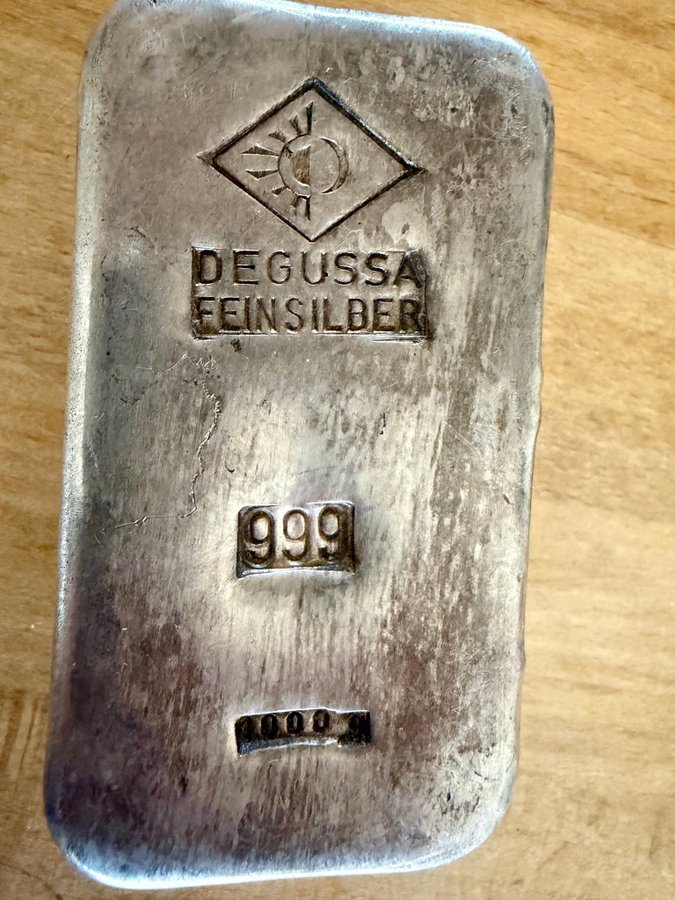 DEGUSSA
FEINSILBER
999
1000 g